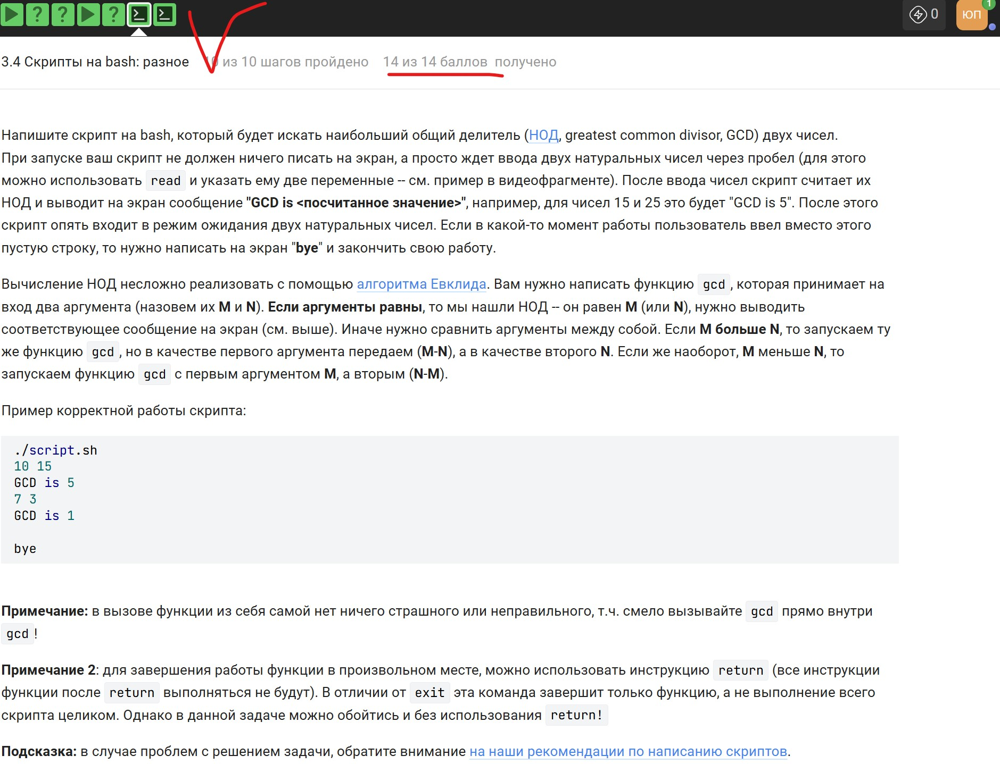 0
ЮП
1
3.4 Скрипты на bash: разное 10 из 10 шагов пройдено 14 из 14 баллов получено
Напишите скрипт на bash, который будет искать наибольший общий делитель (НОД, greatest common divisor, GCD) двух чисел.
При запуске ваш скрипт не должен ничего писать на экран, а просто ждет ввода двух натуральных чисел через пробел (для этого
можно использовать read и указать ему две переменные -- см. пример в видеофрагменте). После ввода чисел скрипт считает их
НОД и выводит на экран сообщение "GCD is <посчитанное значение>", например, для чисел 15 и 25 это будет "GCD is 5". После этого
скрипт опять входит в режим ожидания двух натуральных чисел. Если в какой-то момент работы пользователь ввел вместо этого
пустую строку, то нужно написать на экран "bye" и закончить свою работу.
Вычисление НОД несложно реализовать с помощью алгоритма Евклида. Вам нужно написать функцию gcd, которая принимает на
вход два аргумента (назовем их M и N). Если аргументы равны, то мы нашли НОД -- он равен M (или N), нужно выводить
соответствующее сообщение на экран (см. выше). Иначе нужно сравнить аргументы между собой. Если M больше N, то запускаем ту
же функцию gcd, но в качестве первого аргумента передаем (M-N), а в качестве второго N. Если же наоборот, M меньше N, то
запускаем функцию gcd с первым аргументом M, а вторым (N-M).
Пример корректной работы скрипта:
./script.sh
10 15
GCD is 5
7 3
GCD is 1
bye
Примечание: в вызове функции из себя самой нет ничего страшного или неправильного, т.ч. смело вызывайте gcd прямо внутри
gcd!
Примечание 2: для завершения работы функции в произвольном месте, можно использовать инструкцию return (все инструкции
функции после return выполняться не будут). В отличии от exit эта команда завершит только функцию, а не выполнение всего
скрипта целиком. Однако в данной задаче можно обойтись и без использования return!
Подсказка: в случае проблем с решением задачи, обратите внимание на наши рекомендации по написанию скриптов.